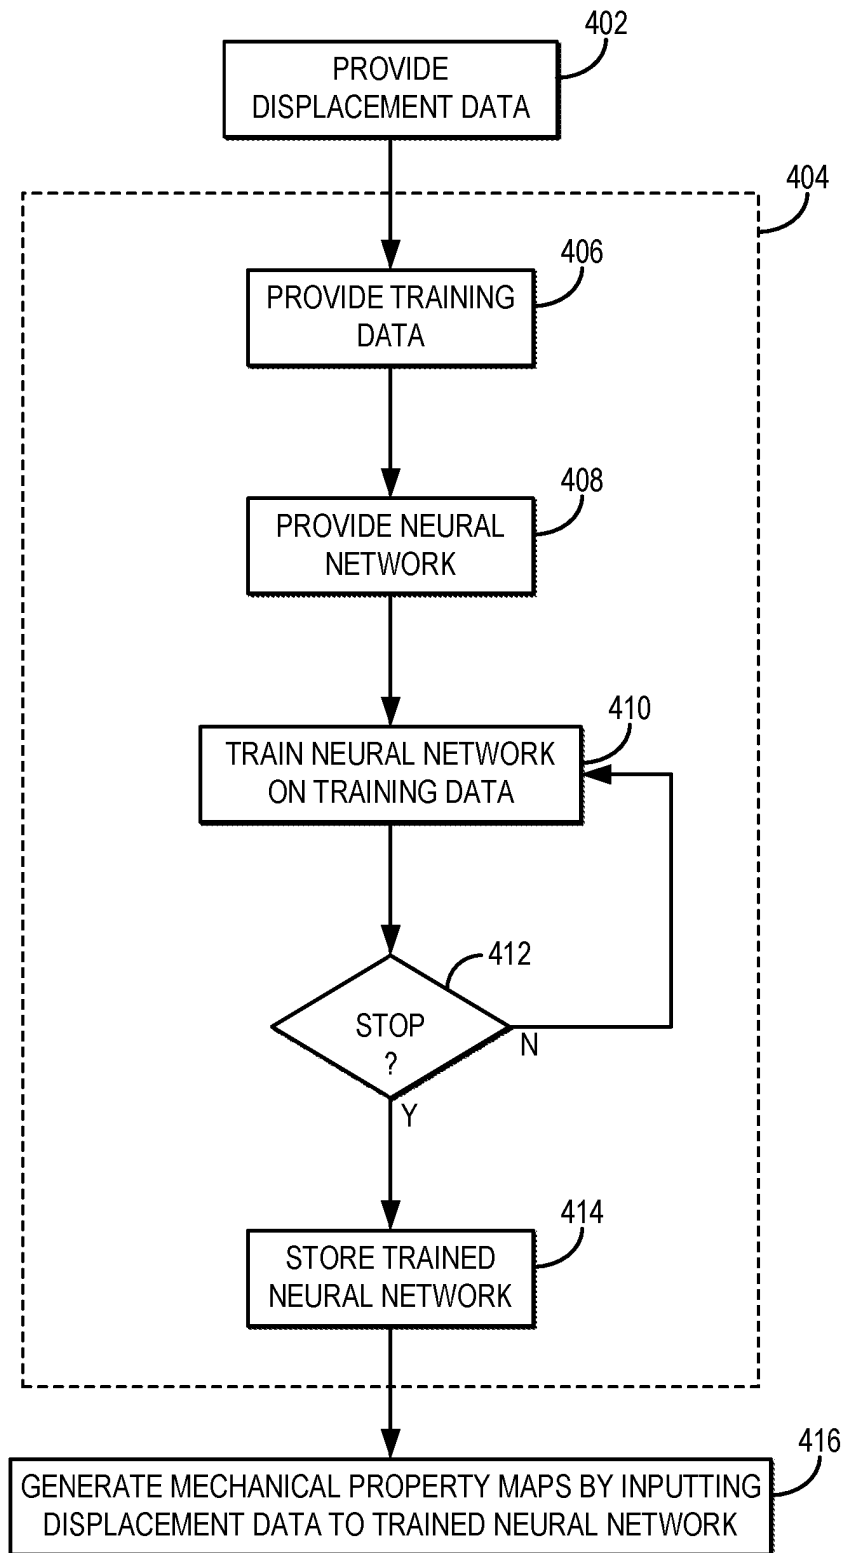 402
PROVIDE
DISPLACEMENT DATA
404
406
PROVIDE TRAINING
DATA
408
PROVIDE NEURAL
NETWORK
410
TRAIN NEURAL NETWORK
ON TRAINING DATA
412
STOP
?
N
Y
414
STORE TRAINED
NEURAL NETWORK
416
GENERATE MECHANICAL PROPERTY MAPS BY INPUTTING
DISPLACEMENT DATA TO TRAINED NEURAL NETWORK